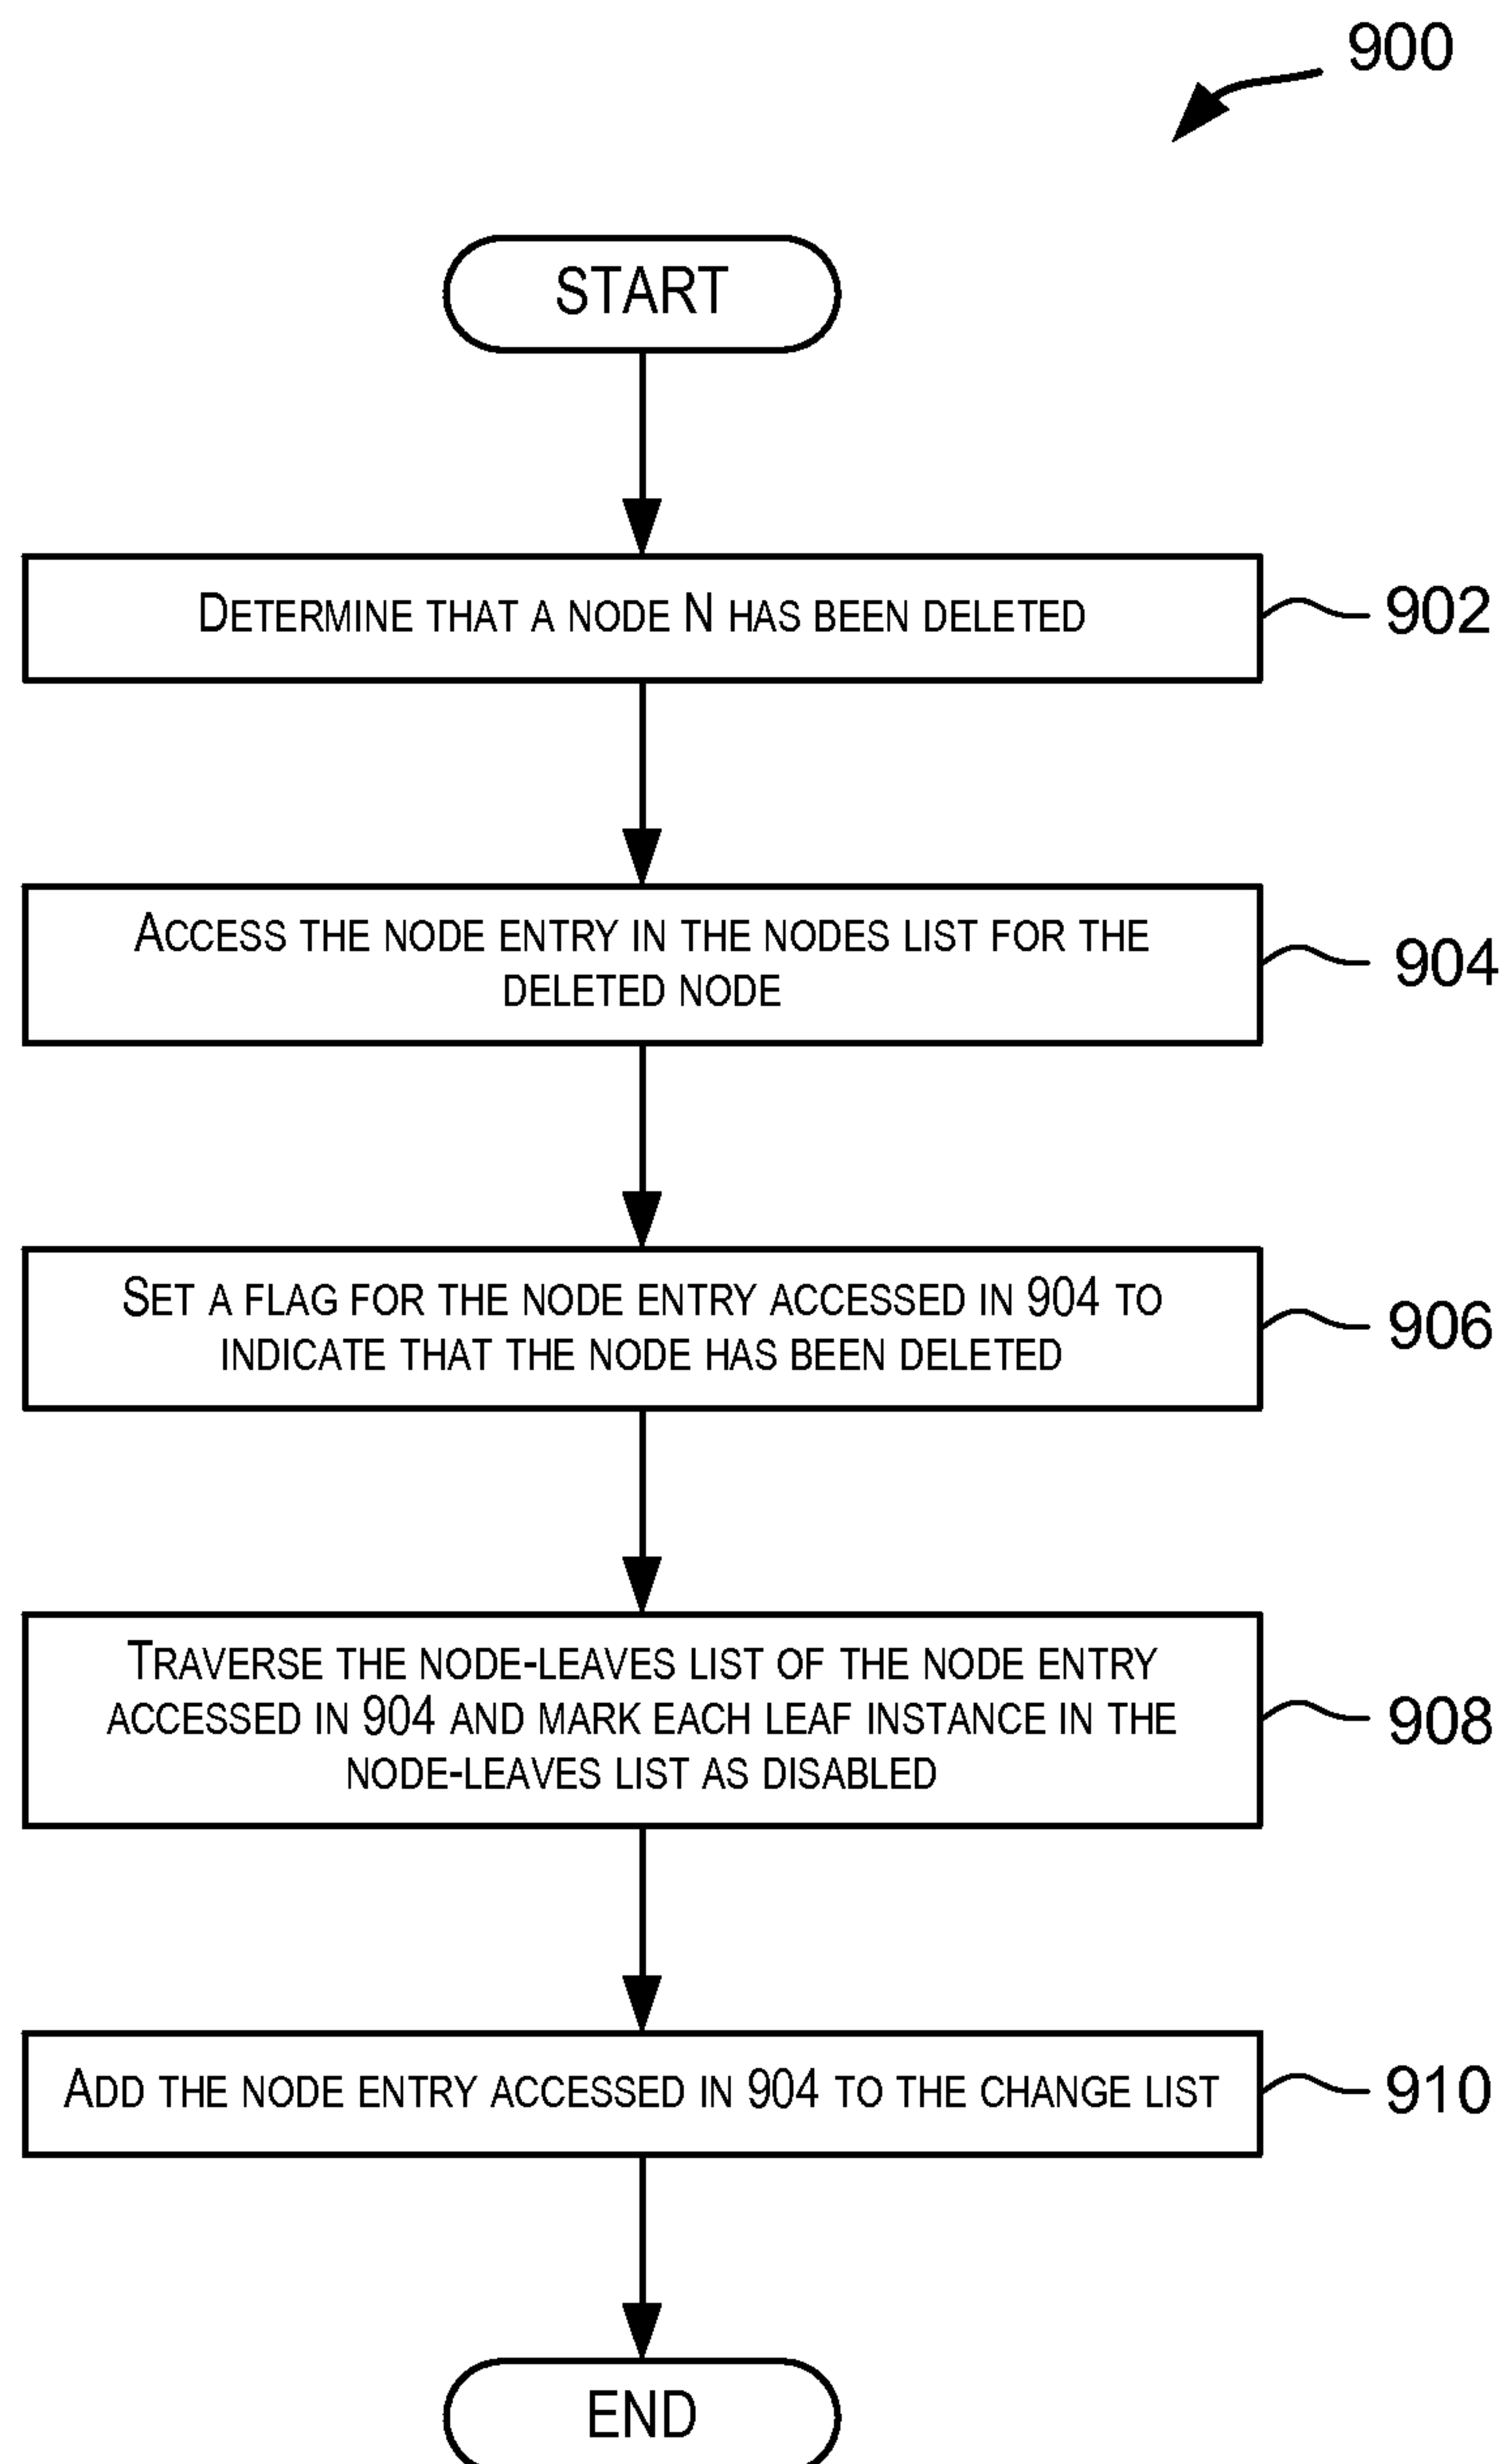 900
START
Determine that a node N has been deleted
902
Access the node entry in the nodes list for the
deleted node
904
Set a flag for the node entry accessed in 904 to
indicate that the node has been deleted
906
Traverse the node-leaves list of the node entry
accessed in 904 and mark each leaf instance in the
node-leaves list as disabled
908
Add the node entry accessed in 904 to the change list
910
END